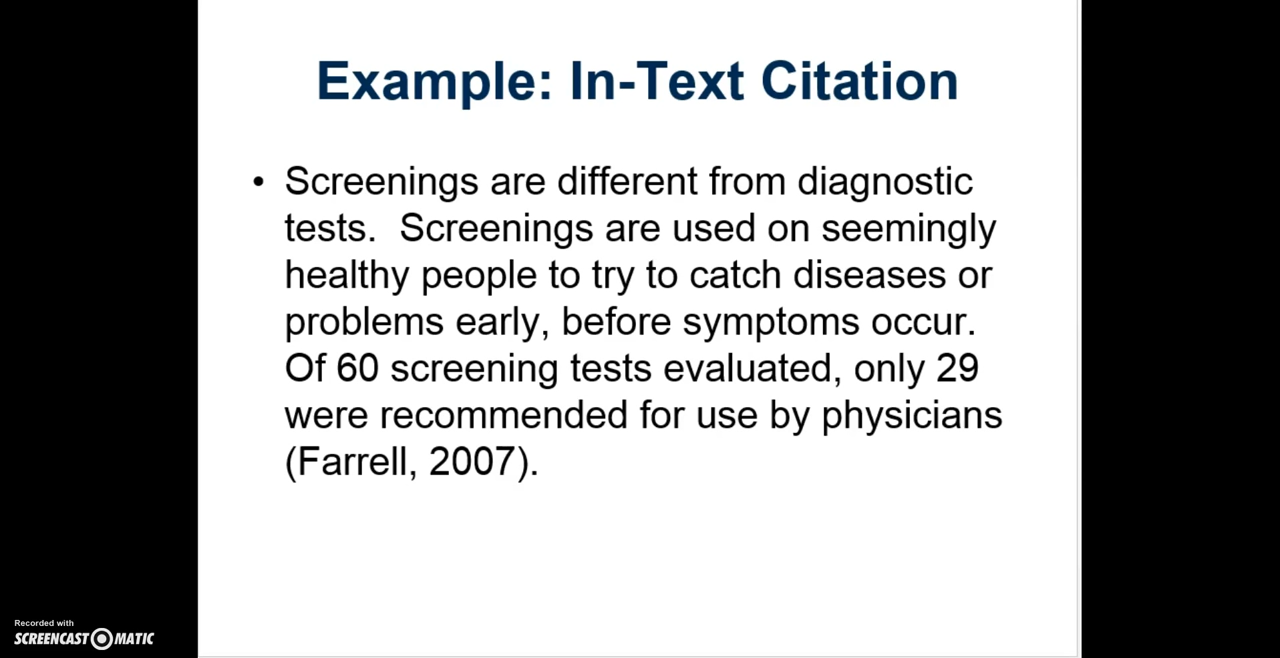 Example: In-Text Citation
• Screenings are different from diagnostic
tests.  Screenings are used on seemingly
healthy people to try to catch diseases or
problems early, before symptoms occur.
Of 60 screening tests evaluated, only 29
were recommended for use by physicians
(Farrell, 2007).
Recorded with
SCREENCAST MATIC